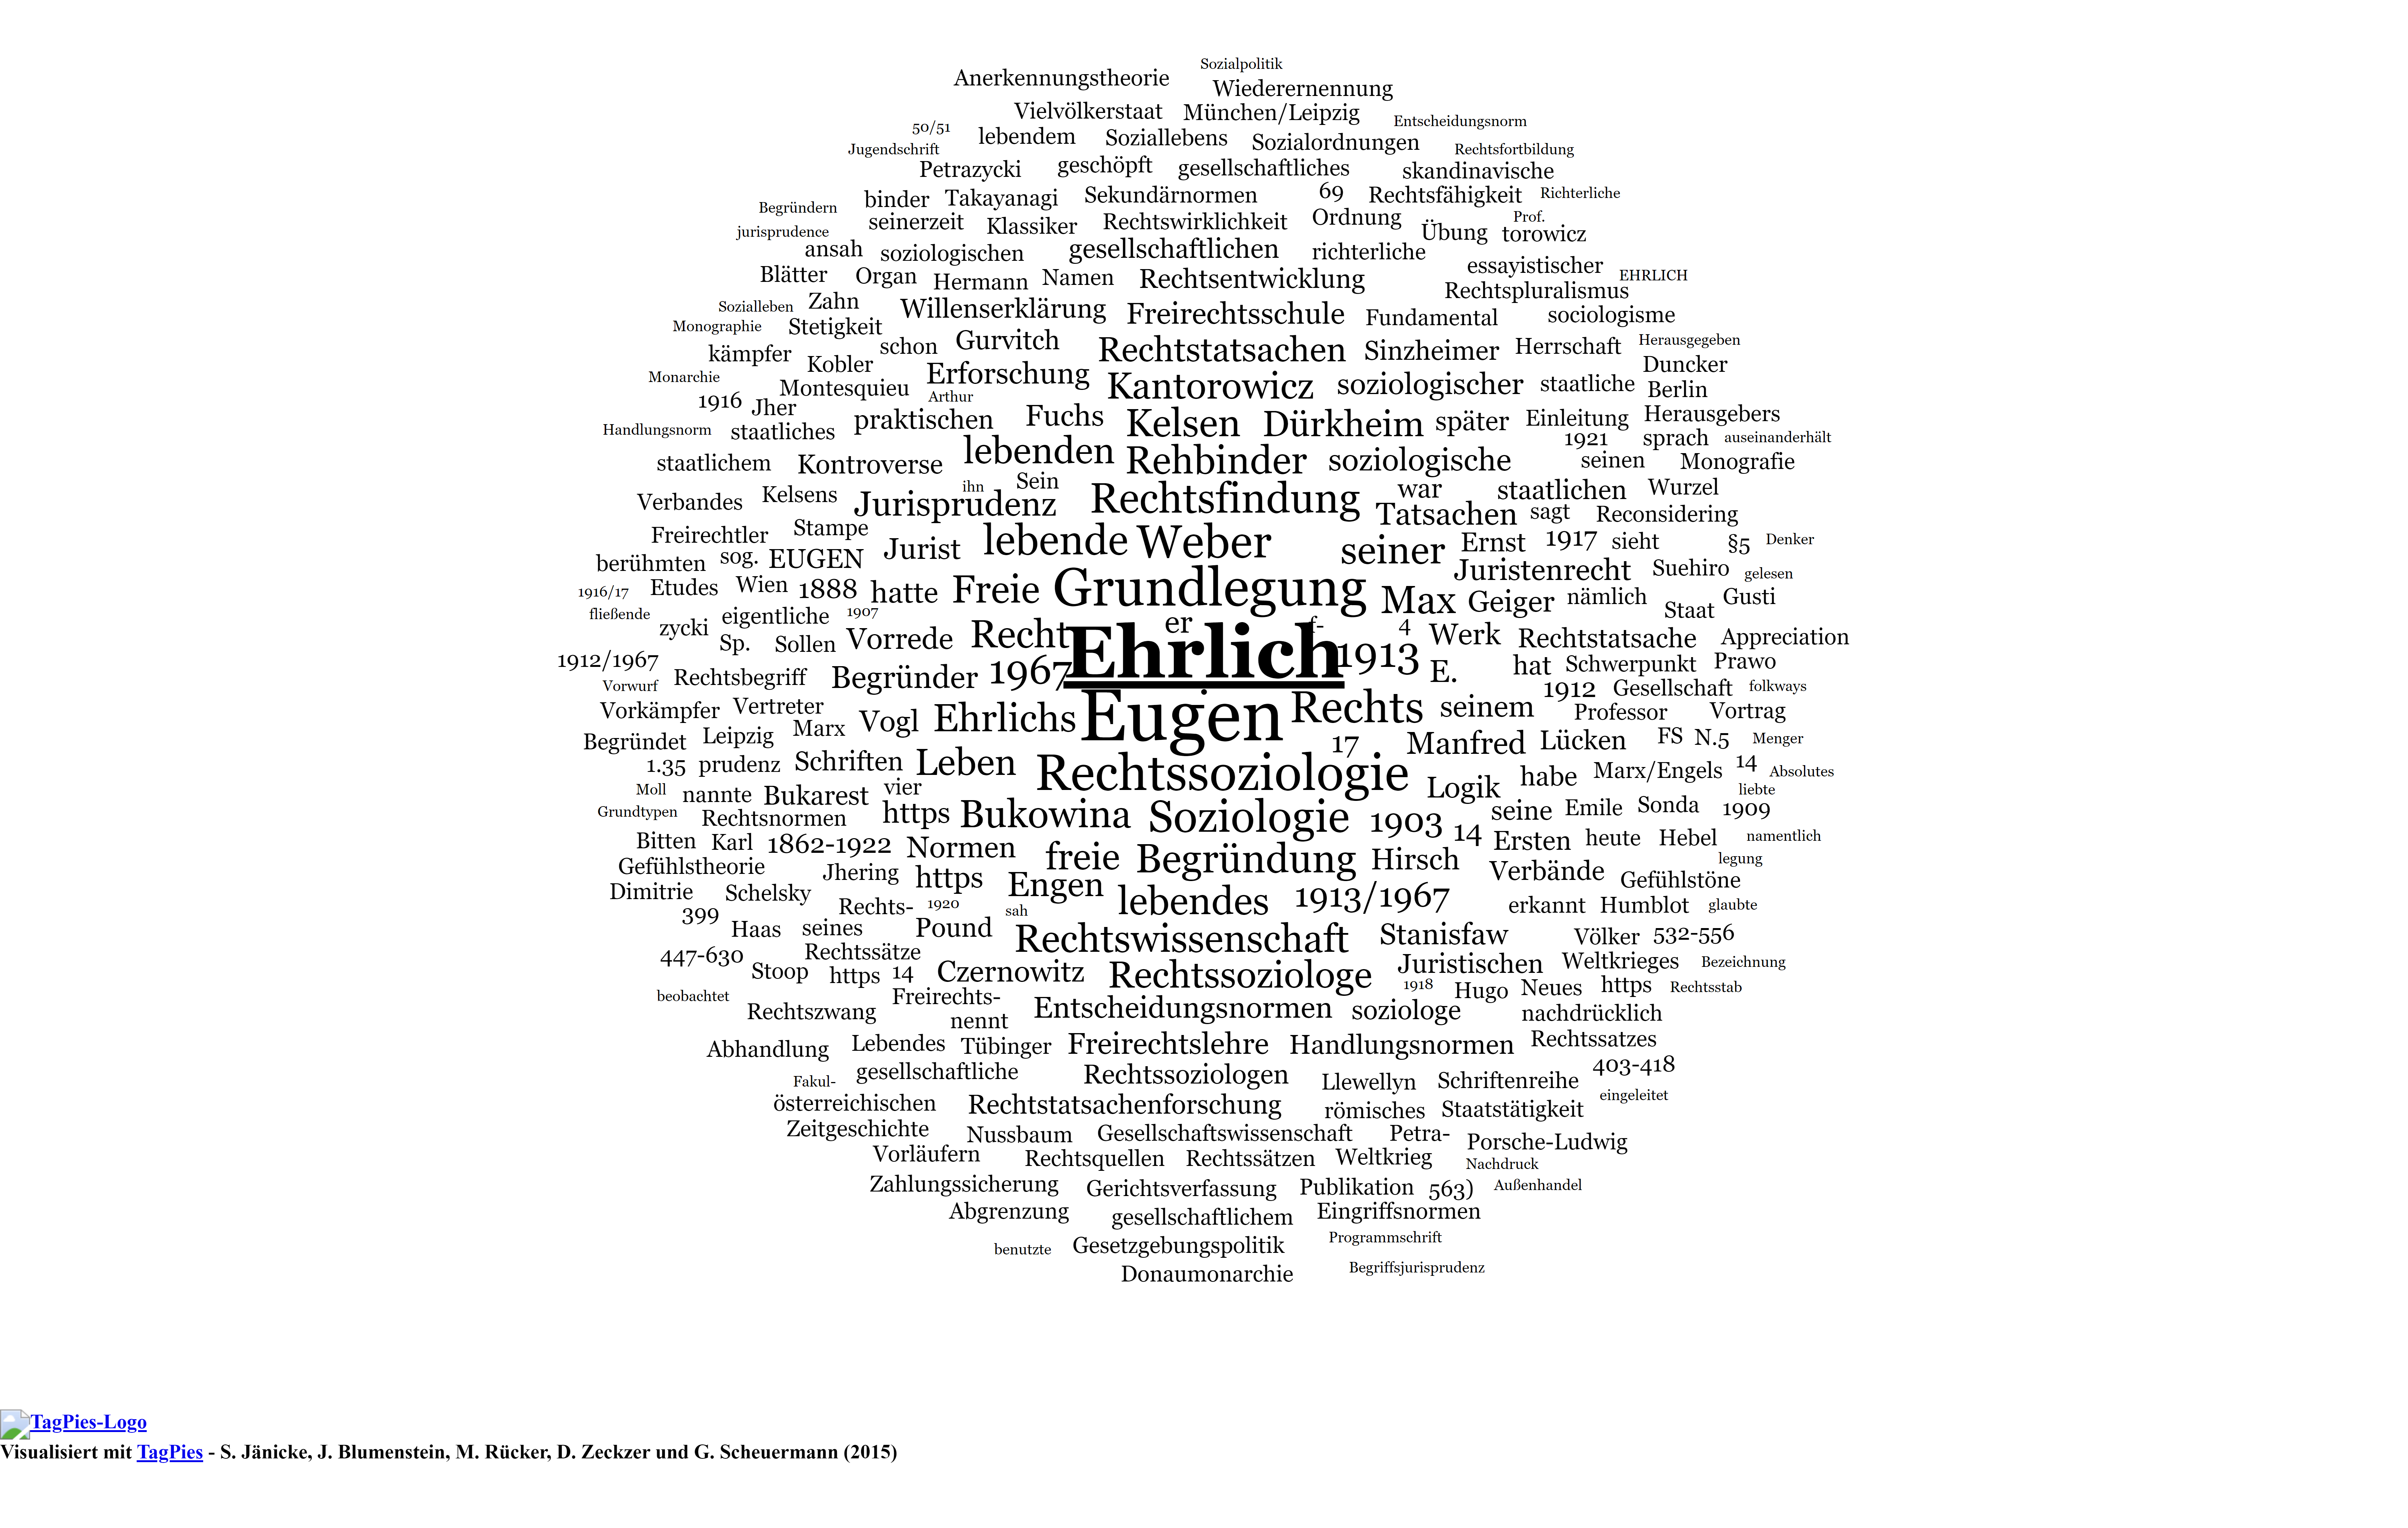 Sozialpolitik
Anerkennungstheorie Wiederernennung
Vielvölkerstaat München/Leipzig Entscheidungsnorm
50/51 lebendem Soziallebens Sozialordnungen
Jugendschrift Rechtsfortbildung
Petrazycki geschöpft gesellschaftliches skandinavische
binder Takayanagi Sekundärnormen 69 Rechtsfähigkeit Richterliche
Begründern seinerzeit Klassiker Rechtswirklichkeit Ordnung Prof.
jurisprudence Übung torowicz
ansah soziologischen gesellschaftlichen richterliche
Blätter Organ Hermann Namen Rechtsentwicklung essayistischer EHRLICH
Rechtspluralismus
Sozialleben Zahn Willenserklärung Freirechtsschule Fundamental sociologisme
Monographie Stetigkeit
schon Gurvitch Rechtstatsachen Sinzheimer Herrschaft Herausgegeben
kämpfer Kobler Duncker
Monarchie Montesquieu Erforschung Kantorowicz soziologischer staatliche Berlin
1916 Jher Arthur
praktischen Fuchs Kelsen Dürkheim später Einleitung Herausgebers
Handlungsnorm staatliches 1921 sprach auseinanderhält
staatlichem Kontroverse lebenden Rehbinder soziologische seinen Monografie
ihn Sein
Verbandes Kelsens Jurisprudenz Rechtsfindung war staatlichen Wurzel
Tatsachen sagt Reconsidering
Freirechtler Stampe
berühmten sog. EUGEN Jurist lebende Weber seiner Ernst 1917 sieht §5 Denker
1916/17 Etudes Wien 1888 hatte Freie Grundlegung Juristenrecht Suehiro gelesen
Max Geiger nämlich Gusti
fließende eigentliche 1907 Staat
zycki er f- 4
Sp. Sollen Vorrede Recht Ehrlich Werk Rechtstatsache Appreciation
1912/1967 1967 1913 E. hat Schwerpunkt Prawo
Vorwurf Rechtsbegriff Begründer 1912 Gesellschaft folkways
Vorkämpfer Vertreter Vogl Ehrlichs Eugen Rechts seinem Professor Vortrag
Begründet Leipzig Marx 17 Manfred Lücken FS N.5 Menger
1.35 prudenz Schriften Leben Rechtssoziologie habe Marx/Engels 14 Absolutes
Moll nannte Bukarest vier Logik liebte
Grundtypen Rechtsnormen https Bukowina Soziologie 1903 14 seine Emile Sonda 1909
Bitten Karl 1862-1922 Normen freie Begründung Hirsch Ersten heute Hebel namentlich
Gefühlstheorie Jhering https Engen Verbände Gefühlstöne legung
Dimitrie Schelsky lebendes 1913/1967
399 Rechts- 1920 sah erkannt Humblot glaubte
Haas seines Pound Rechtswissenschaft Stanisfaw Völker 532-556
447-630 Rechtssätze
Stoop https 14 Czernowitz Rechtssoziologe Juristischen Weltkrieges Bezeichnung
beobachtet Freirechts- 1918 Hugo Neues https Rechtsstab
Rechtszwang nennt Entscheidungsnormen soziologe nachdrücklich
Abhandlung Lebendes Tübinger Freirechtslehre Handlungsnormen Rechtssatzes
Fakul- gesellschaftliche Rechtssoziologen Llewellyn Schriftenreihe 403-418
österreichischen Rechtstatsachenforschung römisches Staatstätigkeit eingeleitet
Zeitgeschichte Nussbaum Gesellschaftswissenschaft Petra- Porsche-Ludwig
Vorläufern Rechtsquellen Rechtssätzen Weltkrieg Nachdruck
Zahlungssicherung Gerichtsverfassung Publikation 563) Außenhandel
Abgrenzung gesellschaftlichem Eingriffsnormen
benutzte Gesetzgebungspolitik Programmschrift
Donaumonarchie Begriffsjurisprudenz
TagPies-Logo
Visualisiert mit TagPies - S. Jänicke, J. Blumenstein, M. Rücker, D. Zeckzer und G. Scheuermann (2015)